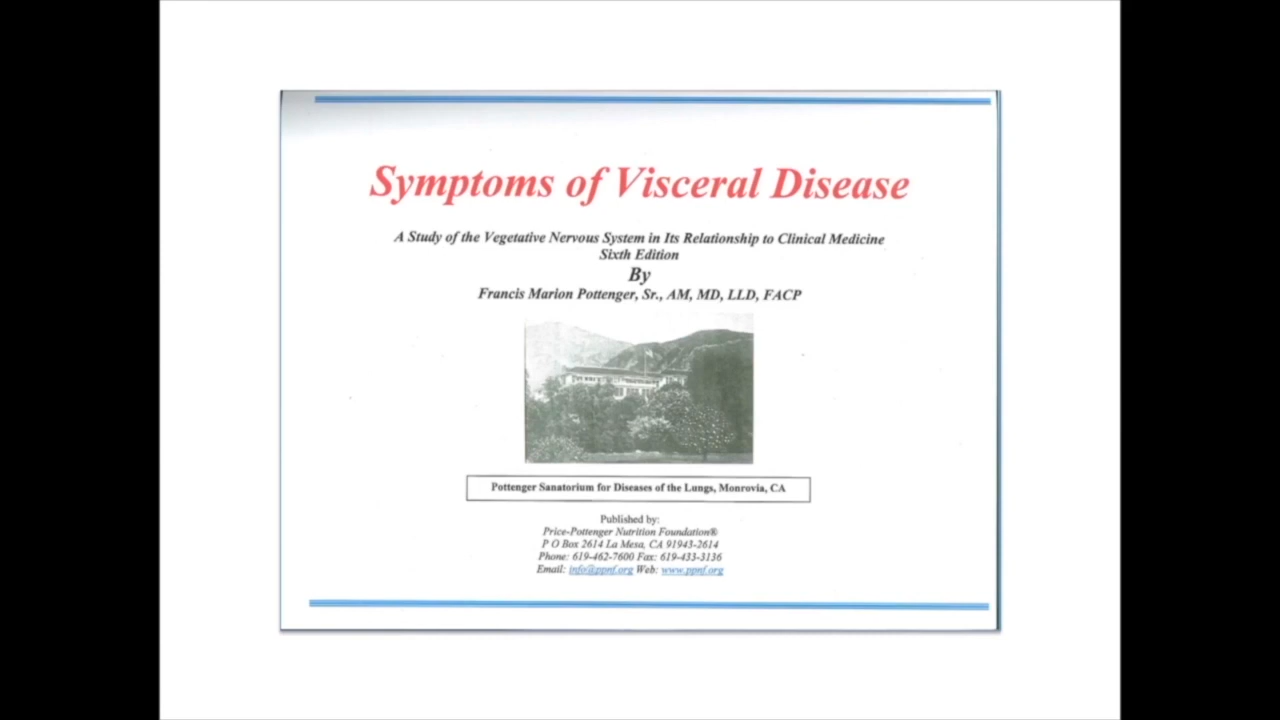 Symptoms of Visceral Disease
A Study of the Vegetative Nervous System in Its Relationship to Clinical Medicine
Sixth Edition
By
Francis Marion Pottenger, Sr., AM, MD, LLD, FACP
Pottenger Sanatorium for Diseases of the Lungs, Monrovia, CA
Published by:
Price-Pottenger Nutrition Foundation®
P O Box 2614 La Mesa, CA 91943-2614
Phone: 619-462-7600 Fax: 619-433-3136
Email: info@ppnf.org Web: www.ppnf.org